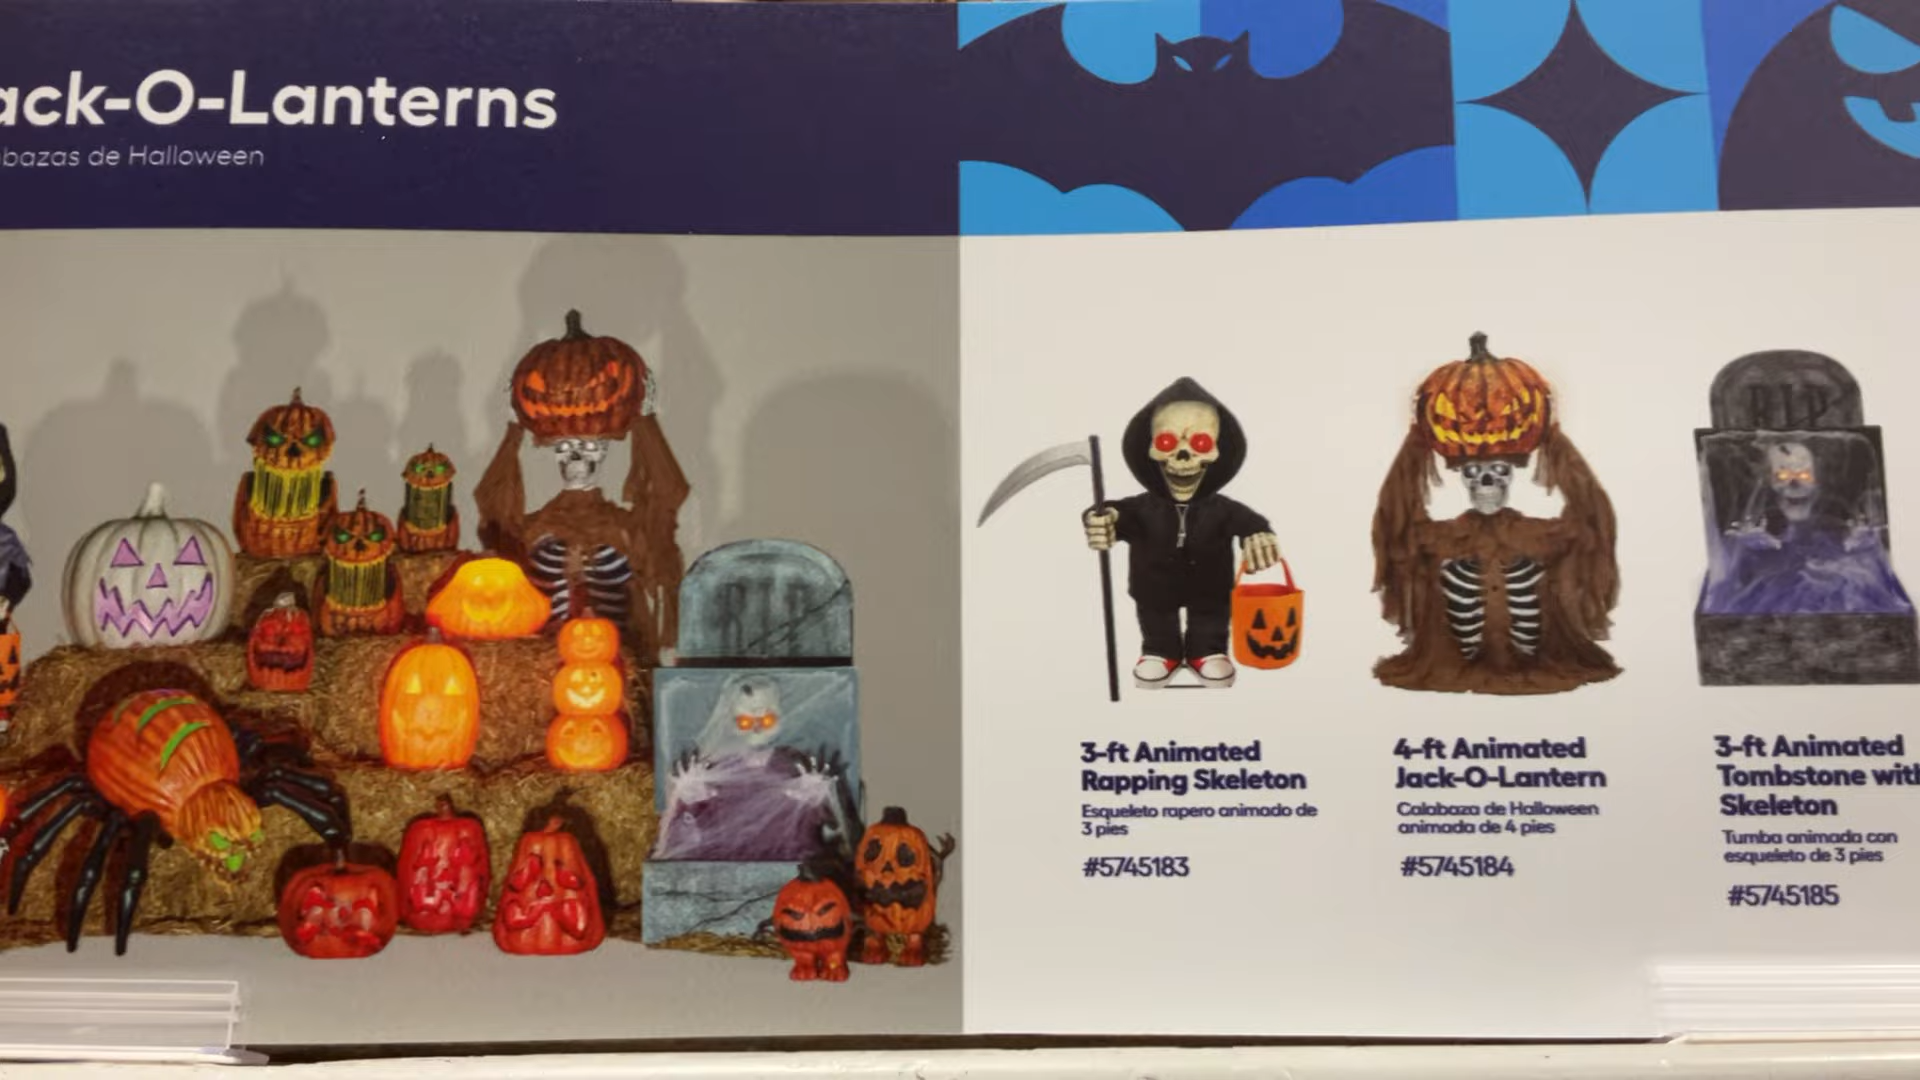 ack-O-Lanterns
abazas de Halloween
RIP
RIP
3-ft Animated
Rapping Skeleton
Esqueleto rapero animado de
3 pies
#5745183
4-ft Animated
Jack-O-Lantern
Calabaza de Halloween
animada de 4 pies
#5745184
3-ft Animated
Tombstone with
Skeleton
Tumba animada con
esqueleto de 3 pies
#5745185